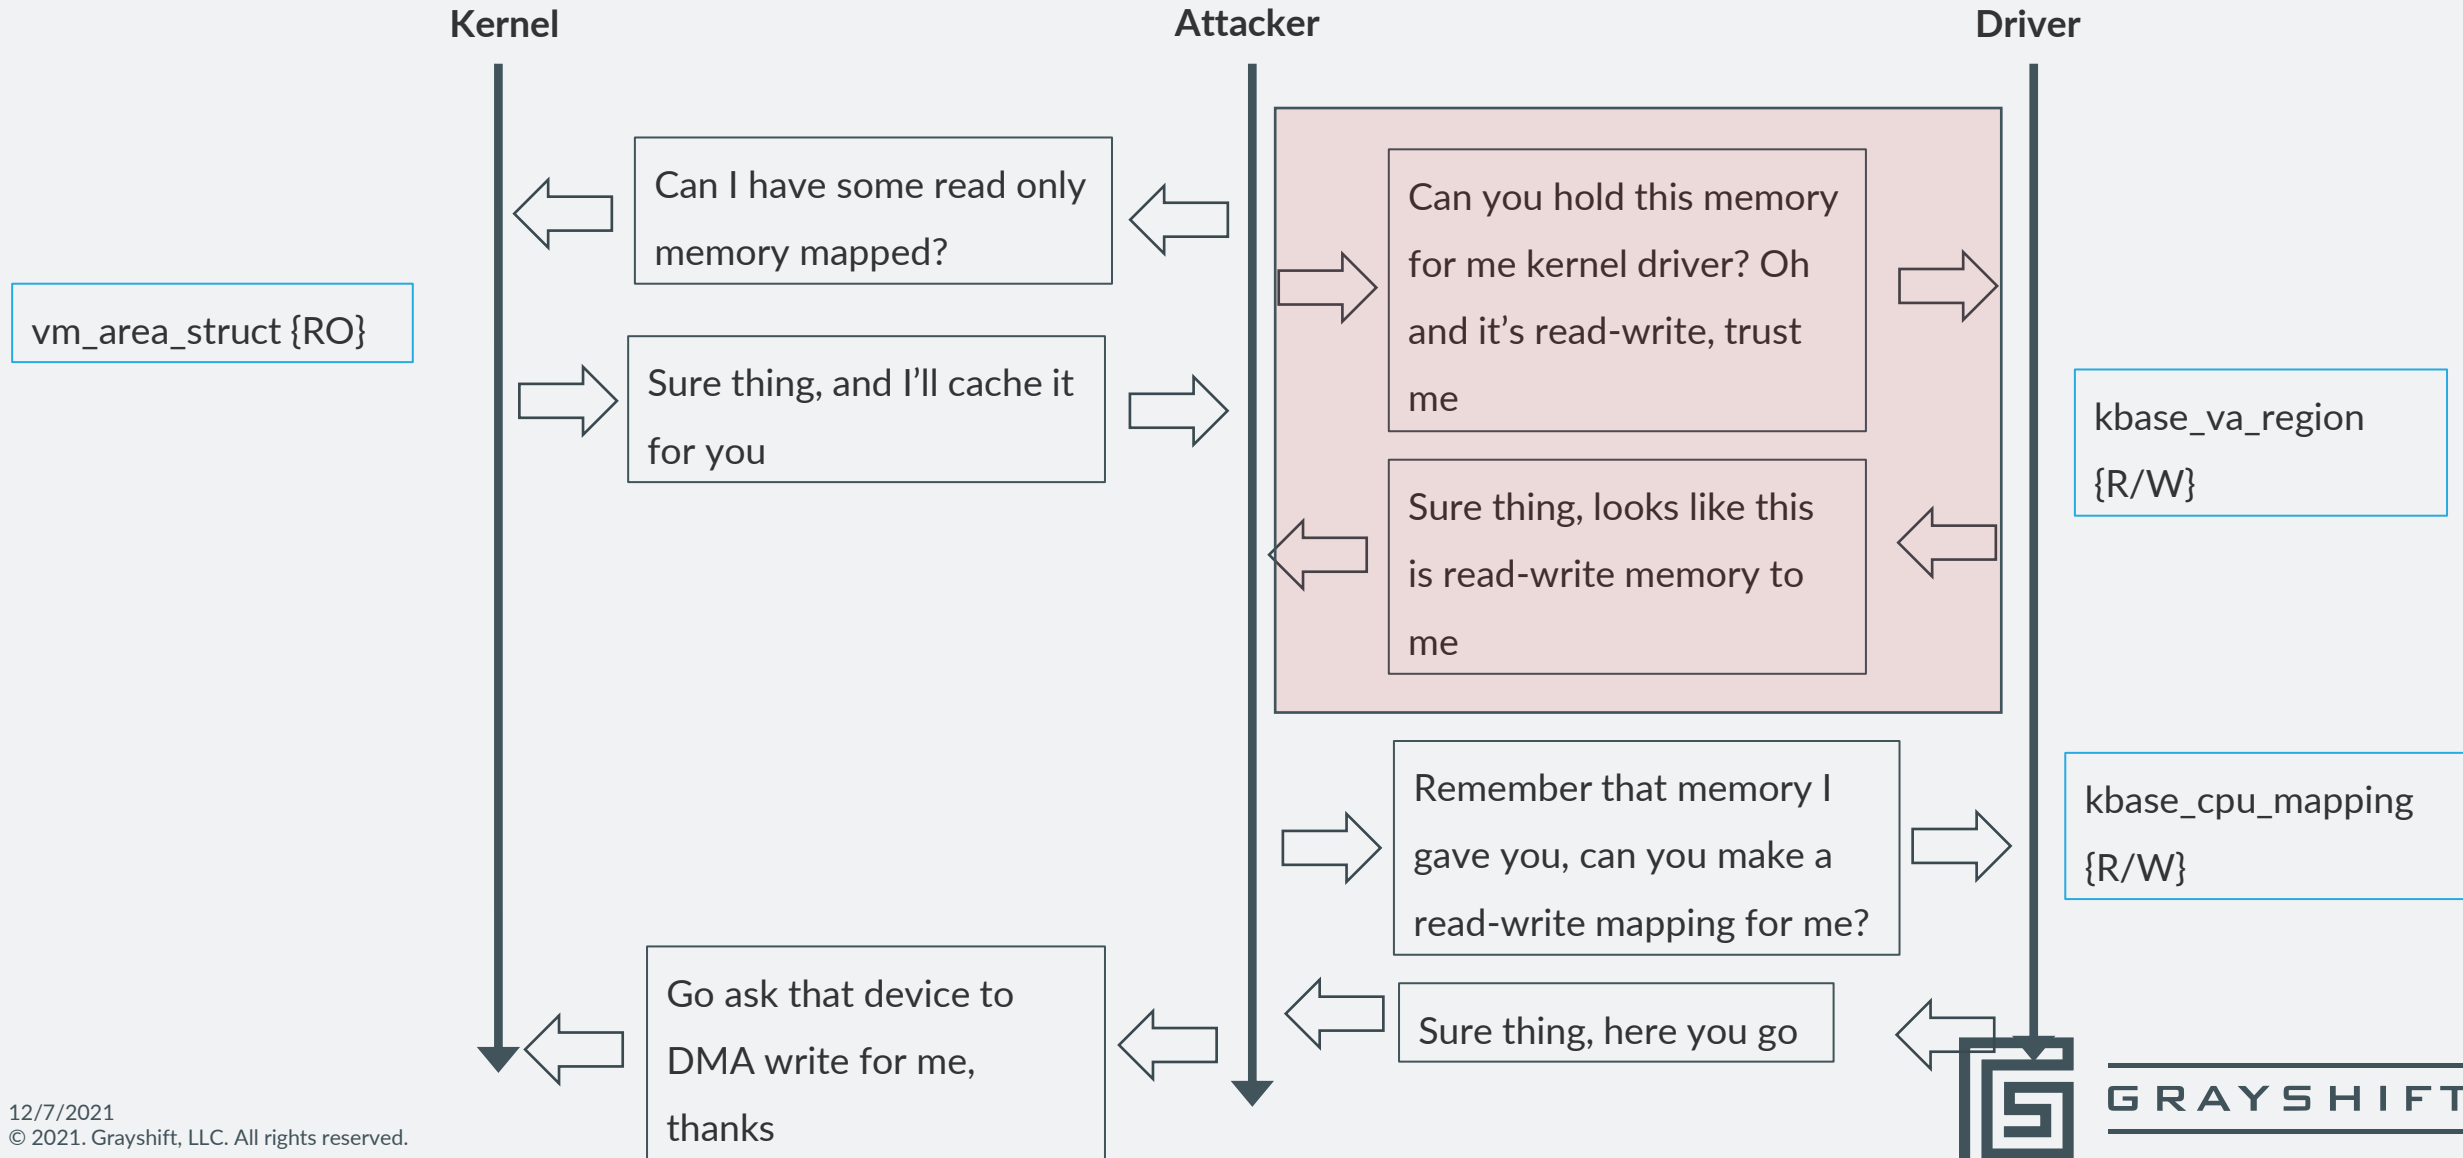 Kernel
Attacker
Driver
Can I have some read only
memory mapped?
Can you hold this memory
for me kernel driver? Oh
and it’s read-write, trust
me
vm_area_struct {RO}
Sure thing, and I’ll cache it
for you
kbase_va_region
{R/W}
Sure thing, looks like this
is read-write memory to
me
Remember that memory I
gave you, can you make a
read-write mapping for me?
kbase_cpu_mapping
{R/W}
Sure thing, here you go
Go ask that device to
DMA write for me,
thanks
12/7/2021
© 2021. Grayshift, LLC. All rights reserved.
GRAYSHIFT